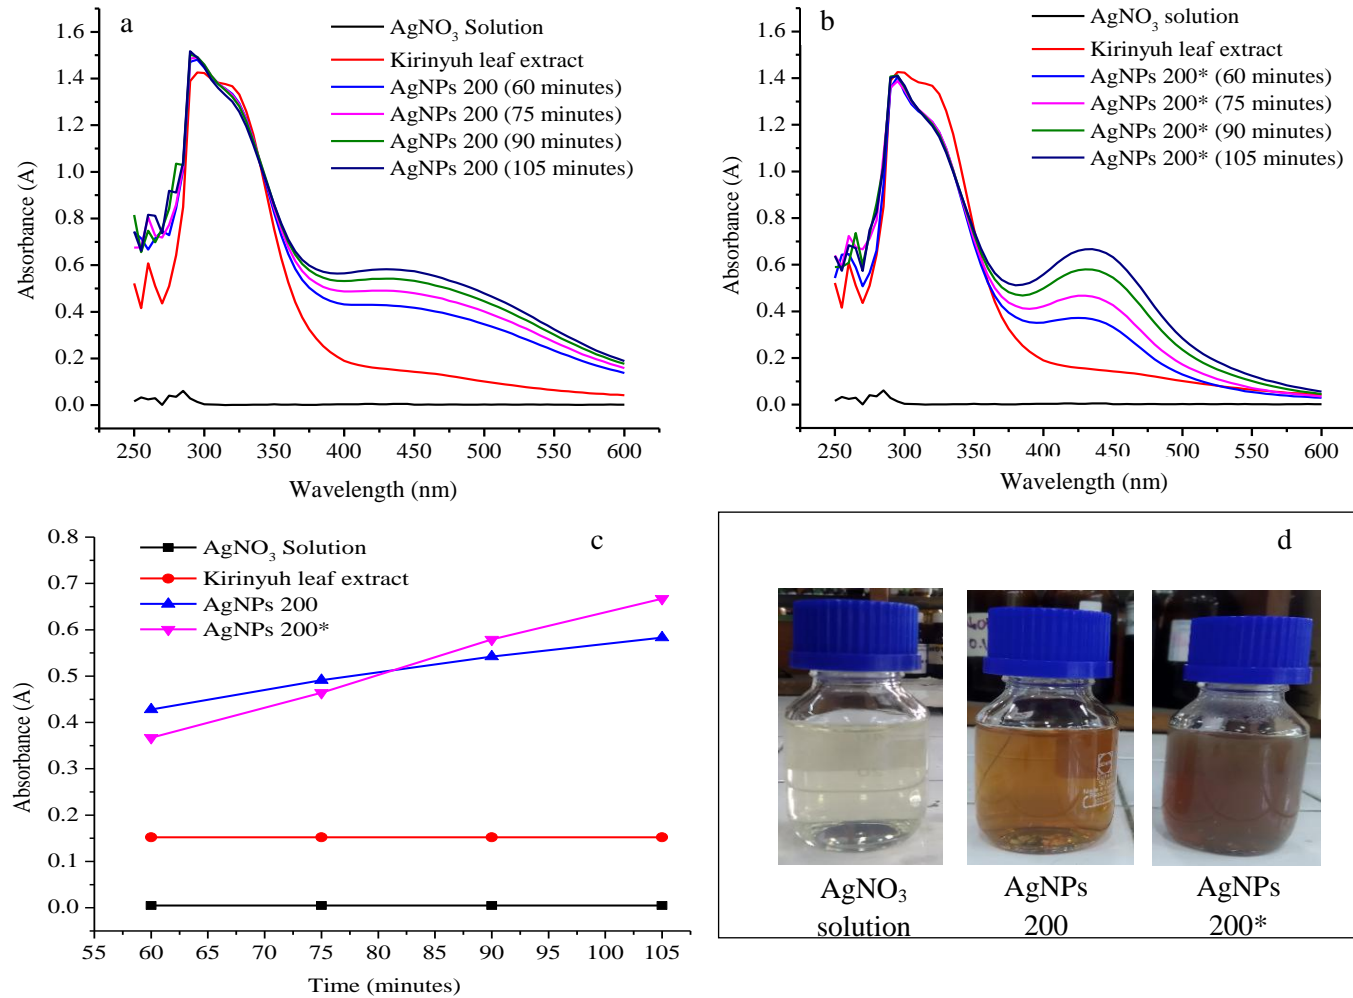 a
AgNO3 Solution
Kirinyuh leaf extract
AgNPs 200 (60 minutes)
AgNPs 200 (75 minutes)
AgNPs 200 (90 minutes)
AgNPs 200 (105 minutes)
Absorbance (A)
1.6
1.4
1.2
1.0
0.8
0.6
0.4
0.2
0.0
250 300 350 400 450 500 550 600
Wavelength (nm)
b
AgNO3 solution
Kirinyuh leaf extract
AgNPs 200* (60 minutes)
AgNPs 200* (75 minutes)
AgNPs 200* (90 minutes)
AgNPs 200* (105 minutes)
Absorbance (A)
1.6
1.4
1.2
1.0
0.8
0.6
0.4
0.2
0.0
250 300 350 400 450 500 550 600
Wavelength (nm)
c
AgNO3 Solution
Kirinyuh leaf extract
AgNPs 200
AgNPs 200*
Absorbance (A)
0.8
0.7
0.6
0.5
0.4
0.3
0.2
0.1
0.0
55 60 65 70 75 80 85 90 95 100 105
Time (minutes)
d
AgNO3
solution
AgNPs
200
AgNPs
200*